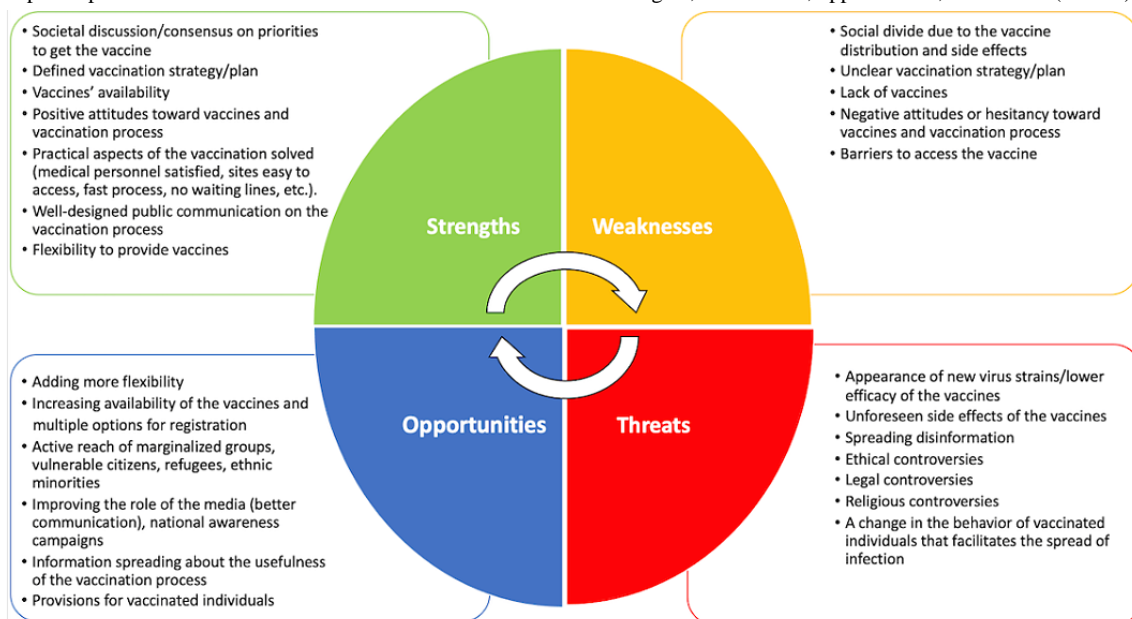 • Societal discussion/consensus on priorities
to get the vaccine
• Defined vaccination strategy/plan
• Vaccines' availability
• Positive attitudes toward vaccines and
vaccination process
• Practical aspects of the vaccination solved
(medical personnel satisfied, sites easy to
access, fast process, no waiting lines, etc.).
• Well-designed public communication on the
vaccination process
• Flexibility to provide vaccines
• Social divide due to the vaccine
distribution and side effects
• Unclear vaccination strategy/plan
• Lack of vaccines
• Negative attitudes or hesitancy toward
vaccines and vaccination process
• Barriers to access the vaccine
Strengths
Weaknesses
Opportunities
Threats
• Adding more flexibility
• Increasing availability of the vaccines and
multiple options for registration
• Active reach of marginalized groups,
vulnerable citizens, refugees, ethnic
minorities
• Improving the role of the media (better
communication), national awareness
campaigns
• Information spreading about the usefulness
of the vaccination process
• Provisions for vaccinated individuals
• Appearance of new virus strains/lower
efficacy of the vaccines
• Unforeseen side effects of the vaccines
• Spreading disinformation
• Ethical controversies
• Legal controversies
• Religious controversies
• A change in the behavior of vaccinated
individuals that facilitates the spread of
infection